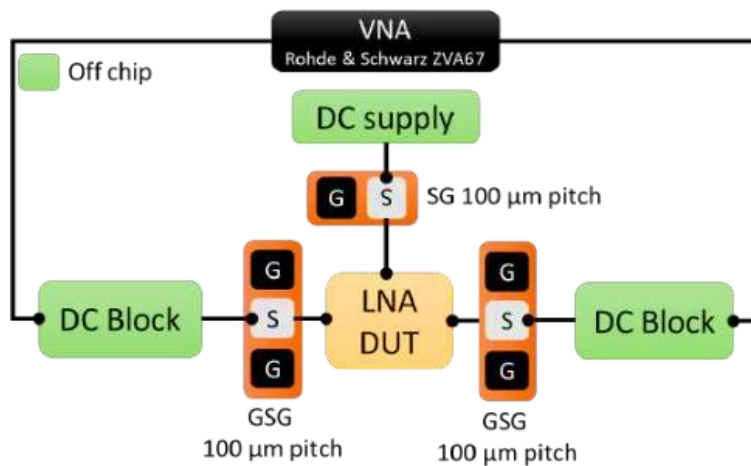 VNA
Rohde & Schwarz ZVA67
Off chip
DC supply
G S
SG 100 µm pitch
G
S
G
G
S
G
DC Block
LNA
DUT
DC Block
GSG
100 µm pitch
GSG
100 µm pitch